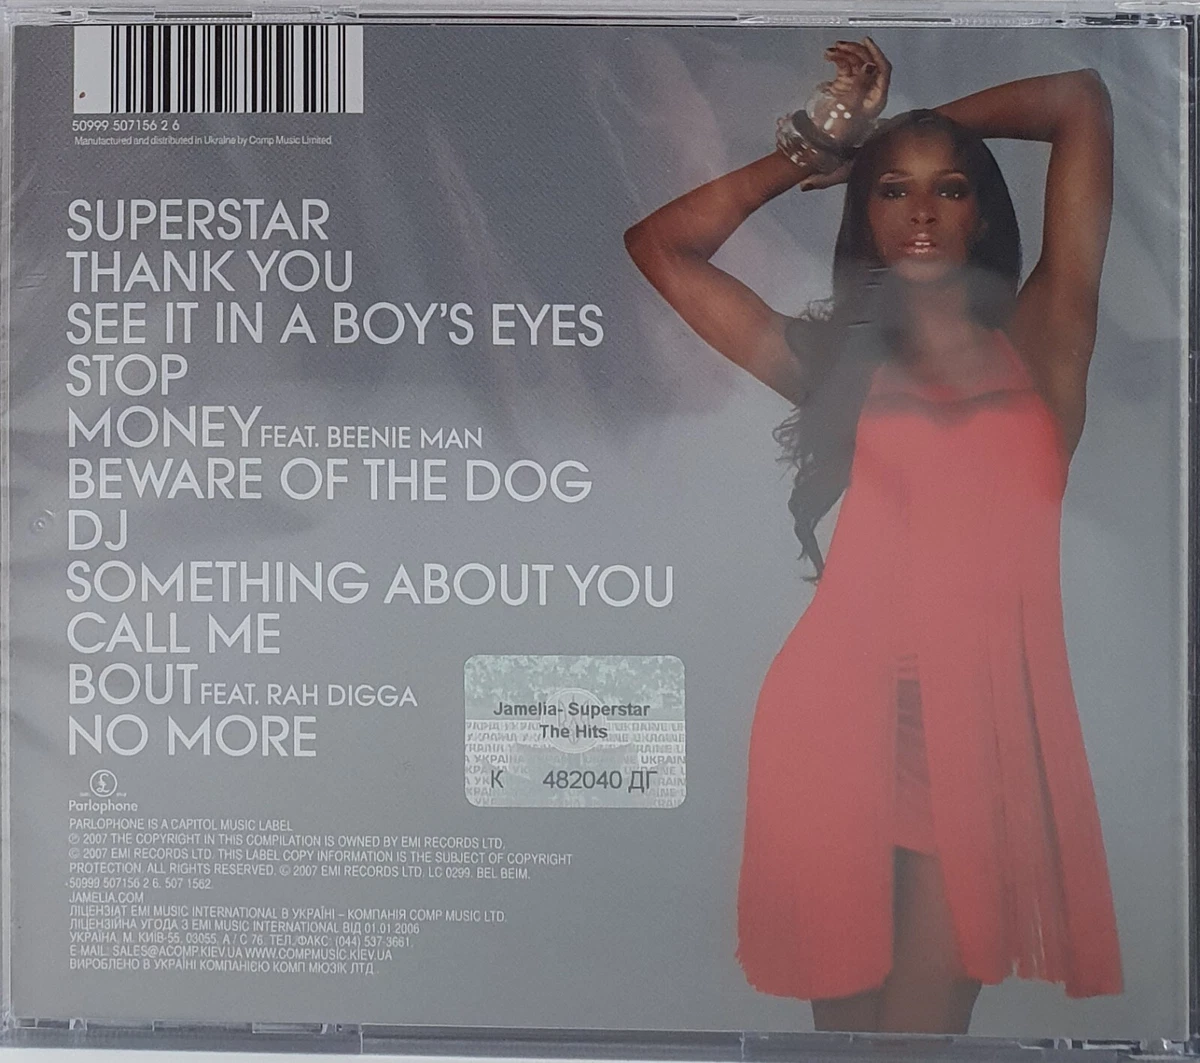 50999 507156 2 6
Manufactured and distributed in Ukraine by Comp Music Limited
SUPERSTAR
THANK YOU
SEE IT IN A BOY'S EYES
STOP
MONEY FEAT. BEENIE MAN
BEWARE OF THE DOG
DJ
SOMETHING ABOUT YOU
CALL ME
BOUT FEAT. RAH DIGGA
NO MORE
Jamelia- Superstar
The Hits
К 482040 ДГ
£
Parlophone
PARLOPHONE IS A CAPITOL MUSIC LABEL
℗ 2007 THE COPYRIGHT IN THIS COMPILATION IS OWNED BY EMI RECORDS LTD.
© 2007 EMI RECORDS LTD. THIS LABEL COPY INFORMATION IS THE SUBJECT OF COPYRIGHT
PROTECTION. ALL RIGHTS RESERVED. © 2007 EMI RECORDS LTD. LC 0299. BEL BEIM.
50999 507156 2 6. 507 1562.
JAMELIA.COM
ЛІЦЕНЗІАТ EMI MUSIC INTERNATIONAL В УКРАЇНІ – КОМПАНІЯ COMP MUSIC LTD.
ЛІЦЕНЗІЙНА УГОДА З EMI MUSIC INTERNATIONAL ВІД 01.01.2006
УКРАЇНА, М. КИЇВ-55, 03055, А / С 76. ТЕЛ./ФАКС: (044) 537-3661,
E-MAIL: SALES@ACOMP.KIEV.UA WWW.COMPMUSIC.KIEV.UA
ВИРОБЛЕНО В УКРАЇНІ КОМПАНІЄЮ КОМП МЮЗІК ЛТД